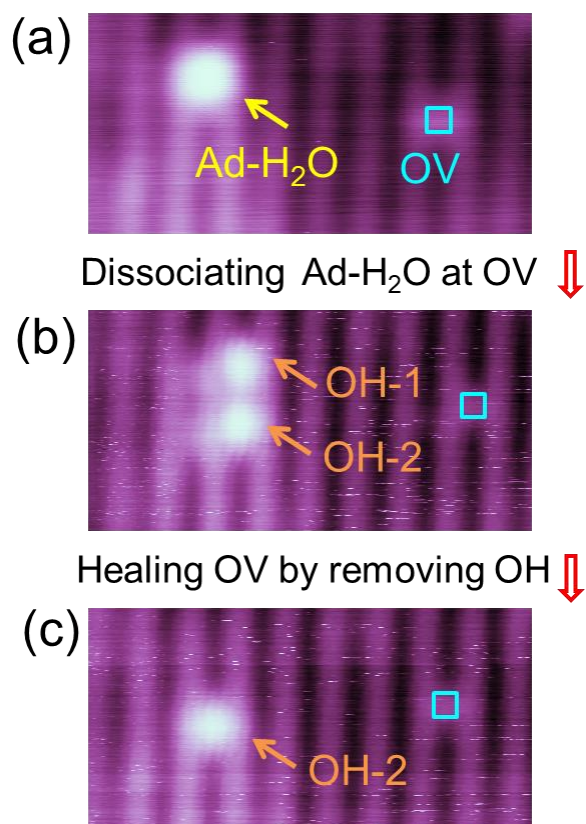 (a)
Ad-H₂O
OV
Dissociating Ad-H₂O at OV
(b)
OH-1
OH-2
Healing OV by removing OH
(c)
OH-2